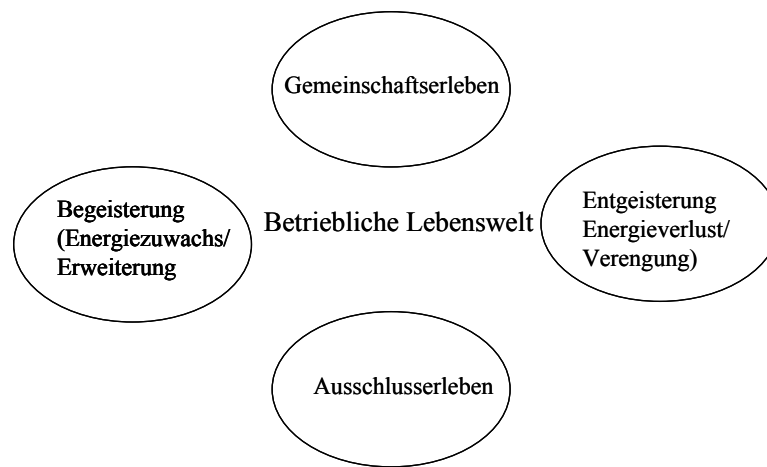 Gemeinschaftserleben
Begeisterung
(Energiezuwachs/
Erweiterung
Betriebliche Lebenswelt
Entgeisterung
Energieverlust/
Verengung)
Ausschlusserleben